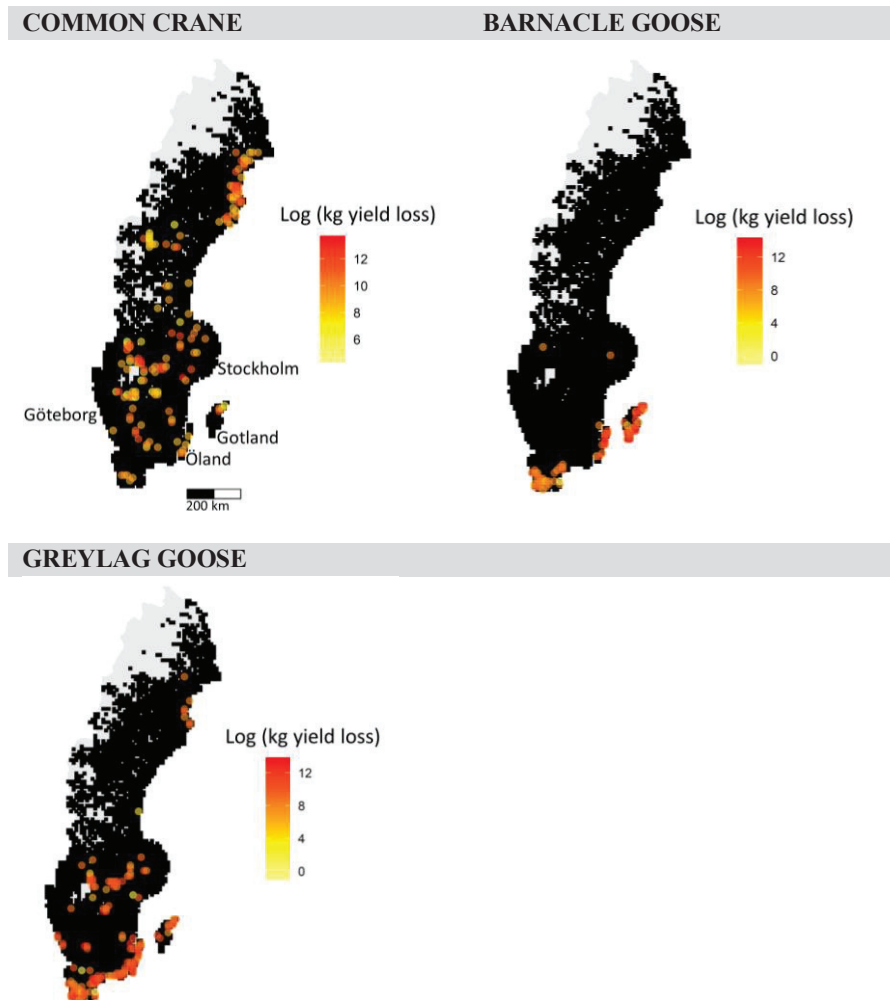 COMMON CRANE
BARNACLE GOOSE
Log (kg yield loss)
12
10
8
6
Stockholm
Göteborg
Gotland
Öland
200 km
Log (kg yield loss)
12
8
4
0
GREYLAG GOOSE
Log (kg yield loss)
12
8
4
0